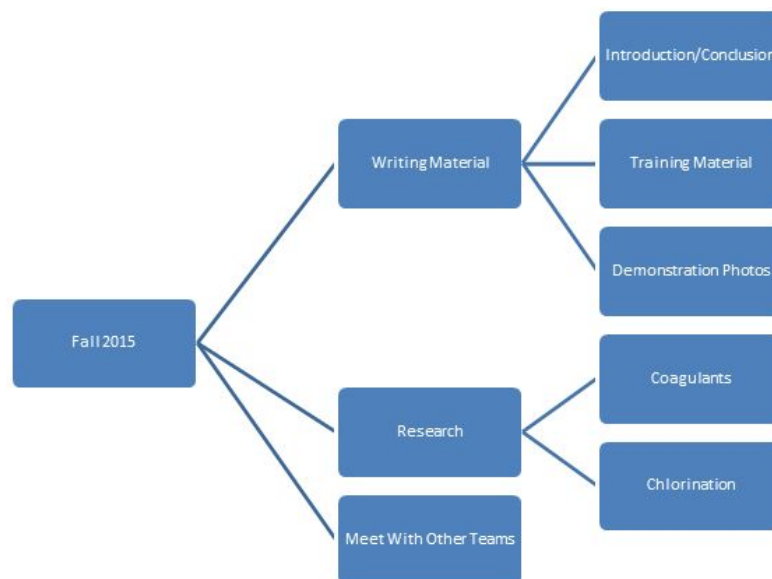 Introduction/Conclusion
Writing Material
Training Material
Demonstration Photos
Fall 2015
Coagulants
Research
Chlorination
Meet With Other Teams